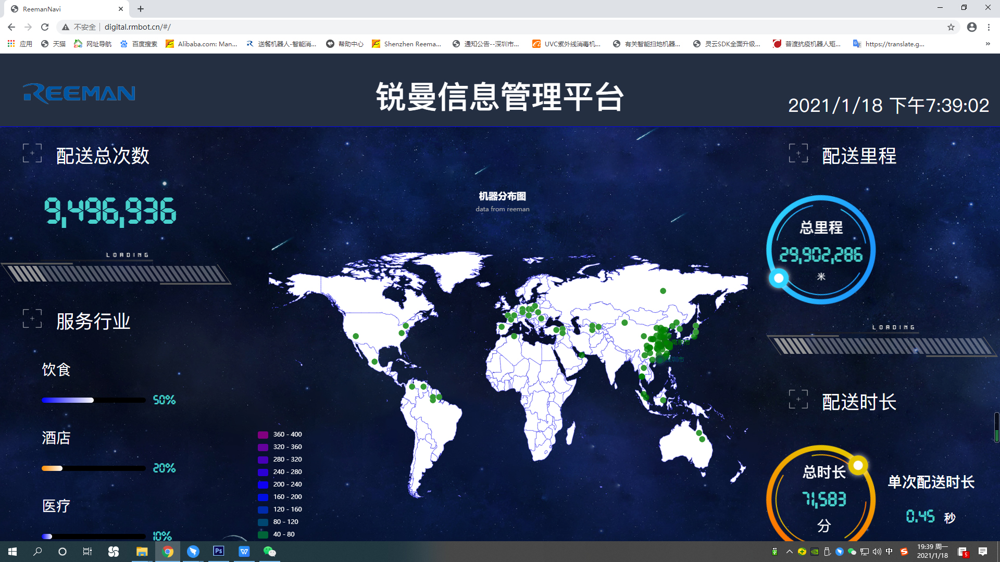 ReemanNavi
不安全
digital.rmbot.cn/#/
应用
天猫
网址导航
百度搜索
Alibaba.com: Man...
送餐机器人-智能消...
帮助中心
Shenzhen Reema...
通知公告--深圳市...
UVC紫外线消毒机...
有关智能扫地机器...
灵云SDK全面升级...
普渡抗疫机器人矩...
https://translate.g...
REEMAN
锐曼信息管理平台
2021/1/18 下午7:39:02
配送总次数
9,496,936
LOADING
服务行业
饮食
50%
酒店
20%
医疗
10%
机器分布图
data from reeman
南京市
深圳市
360 - 400
320 - 360
280 - 320
240 - 280
200 - 240
160 - 200
120 - 160
80 - 120
40 - 80
配送里程
总里程
29,902,286
米
LOADING
配送时长
总时长
71,583
分
单次配送时长
0.45 秒
Ps
中
19:39 周一
2021/1/18
5